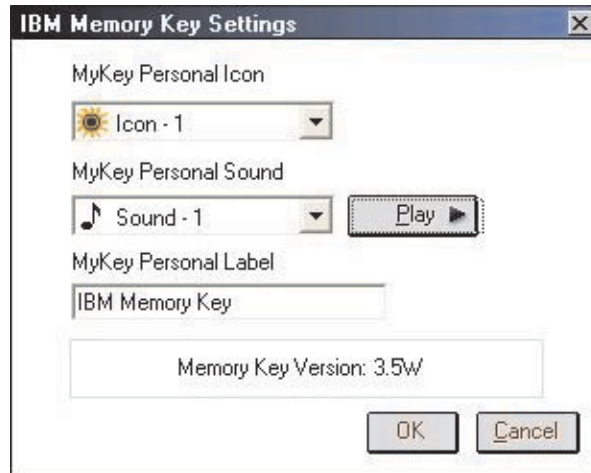 IBM Memory Key Settings
MyKey Personal Icon
Icon - 1
MyKey Personal Sound
Sound - 1
Play
MyKey Personal Label
IBM Memory Key
Memory Key Version: 3.5W
OK
Cancel